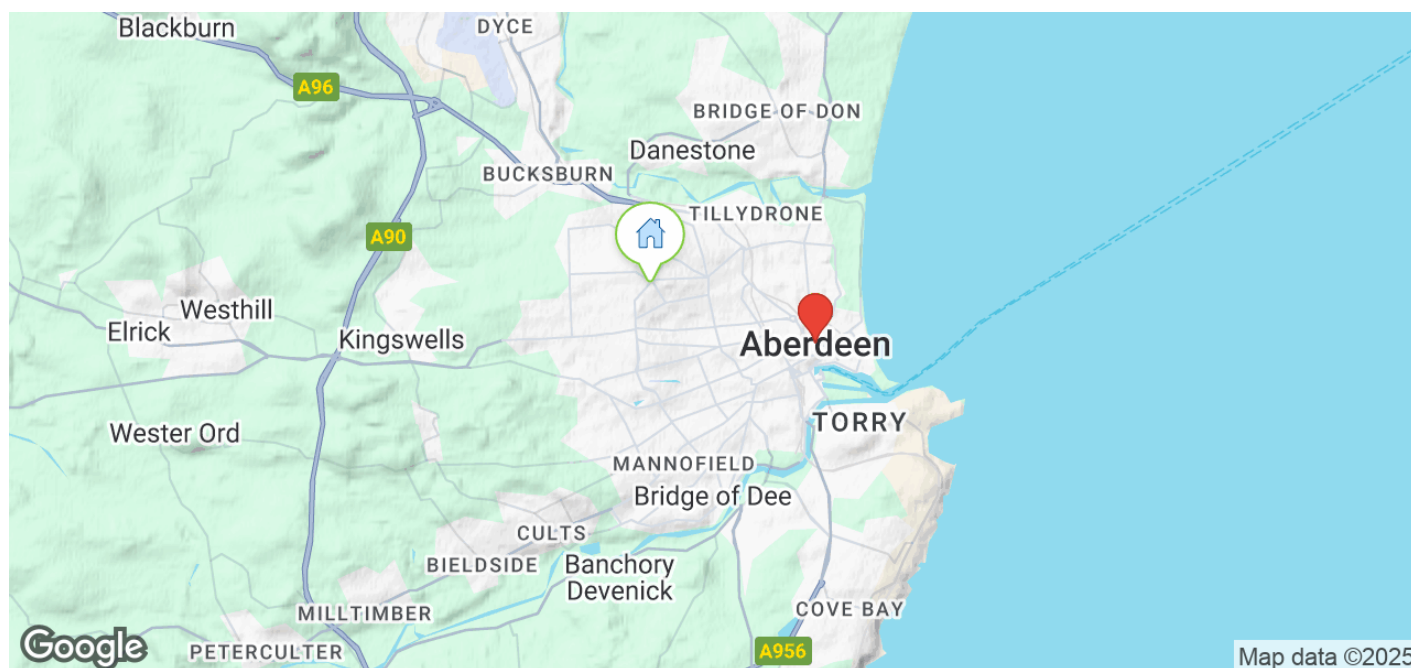 Blackburn
DYCE
A96
BRIDGE OF DON
Danestone
BUCKSBURN
TILLYDRONE
A90
Westhill
Elrick
Kingswells
Aberdeen
TORRY
Wester Ord
MANNOFIELD
Bridge of Dee
CULTS
BIELDSIDE
Banchory
Devenick
MILLTIMBER
COVE BAY
PETERCULTER
A956
Google
Map data ©2025